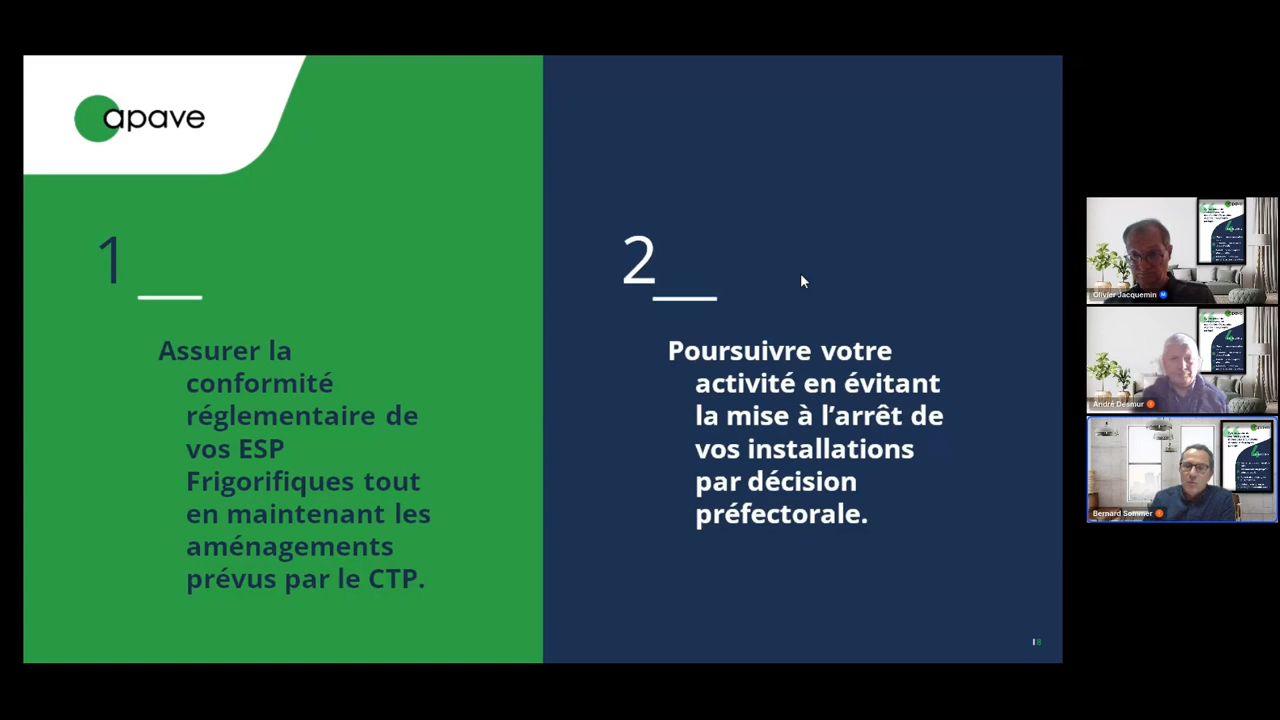 apave
1
Assurer la
conformité
réglementaire de
vos ESP
Frigorifiques tout
en maintenant les
aménagements
prévus par le CTP.
2
Poursuivre votre
activité en évitant
la mise à l’arrêt de
vos installations
par décision
préfectorale.
8
Olivier Jacquemin
André Desmur
Bernard Sommer